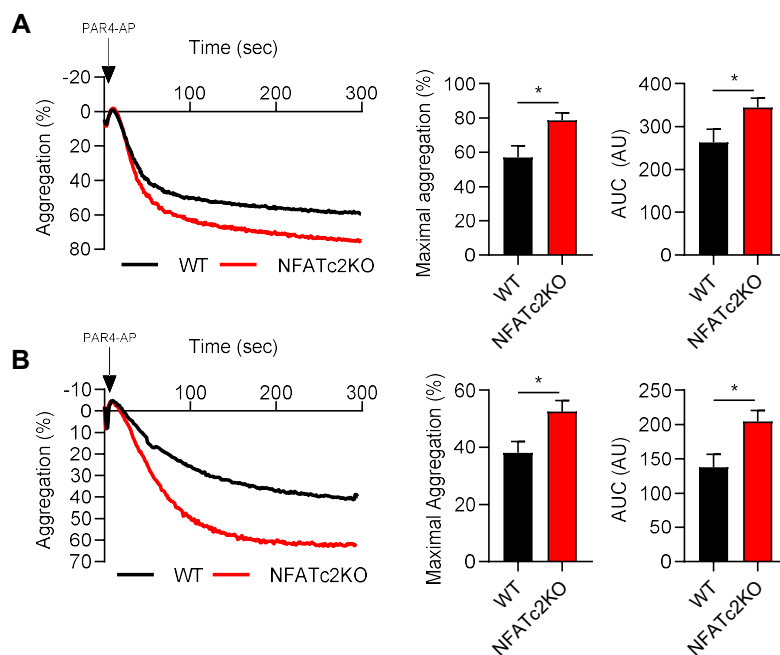 A
PAR4-AP
Time (sec)
-20
0
20
40
60
80
100
200
300
Aggregation (%)
WT
NFATc2KO
Maximal aggregation (%)
100
80
60
40
20
0
*
WT
NFATc2KO
AUC (AU)
400
300
200
100
0
*
WT
NFATc2KO
B
PAR4-AP
Time (sec)
-10
0
10
20
30
40
50
60
70
100
200
300
Aggregation (%)
WT
NFATc2KO
Maximal Aggregation (%)
60
40
20
0
*
WT
NFATc2KO
AUC (AU)
250
200
150
100
50
0
*
WT
NFATc2KO